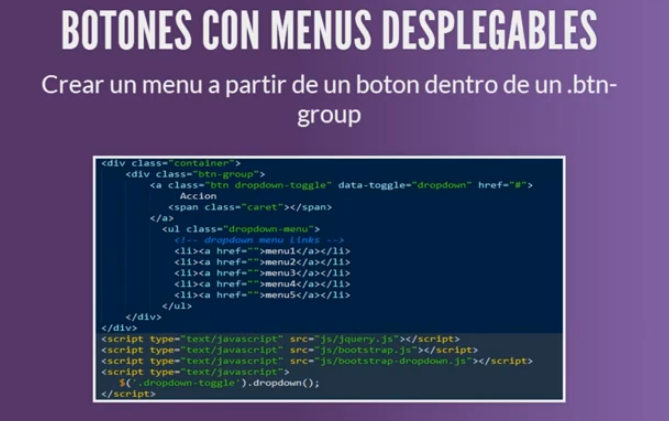 BOTONES CON MENUS DESPLEGABLES
Crear un menu a partir de un boton dentro de un .btn-
group
<div class="container">
<div class="btn-group">
<a class="btn dropdown-toggle" data-toggle="dropdown" href="#">
Accion
<span class="caret"></span>
</a>
<ul class="dropdown-menu">
<!-- dropdown menu links -->
<li><a href="">menu1</a></li>
<li><a href="">menu2</a></li>
<li><a href="">menu3</a></li>
<li><a href="">menu4</a></li>
<li><a href="">menu5</a></li>
</ul>
</div>
</div>
<script type="text/javascript" src="js/jquery.js"></script>
<script type="text/javascript" src="js/bootstrap.js"></script>
<script type="text/javascript" src="js/bootstrap-dropdown.js"></script>
<script type="text/javascript">
$('.dropdown-toggle').dropdown();
</script>